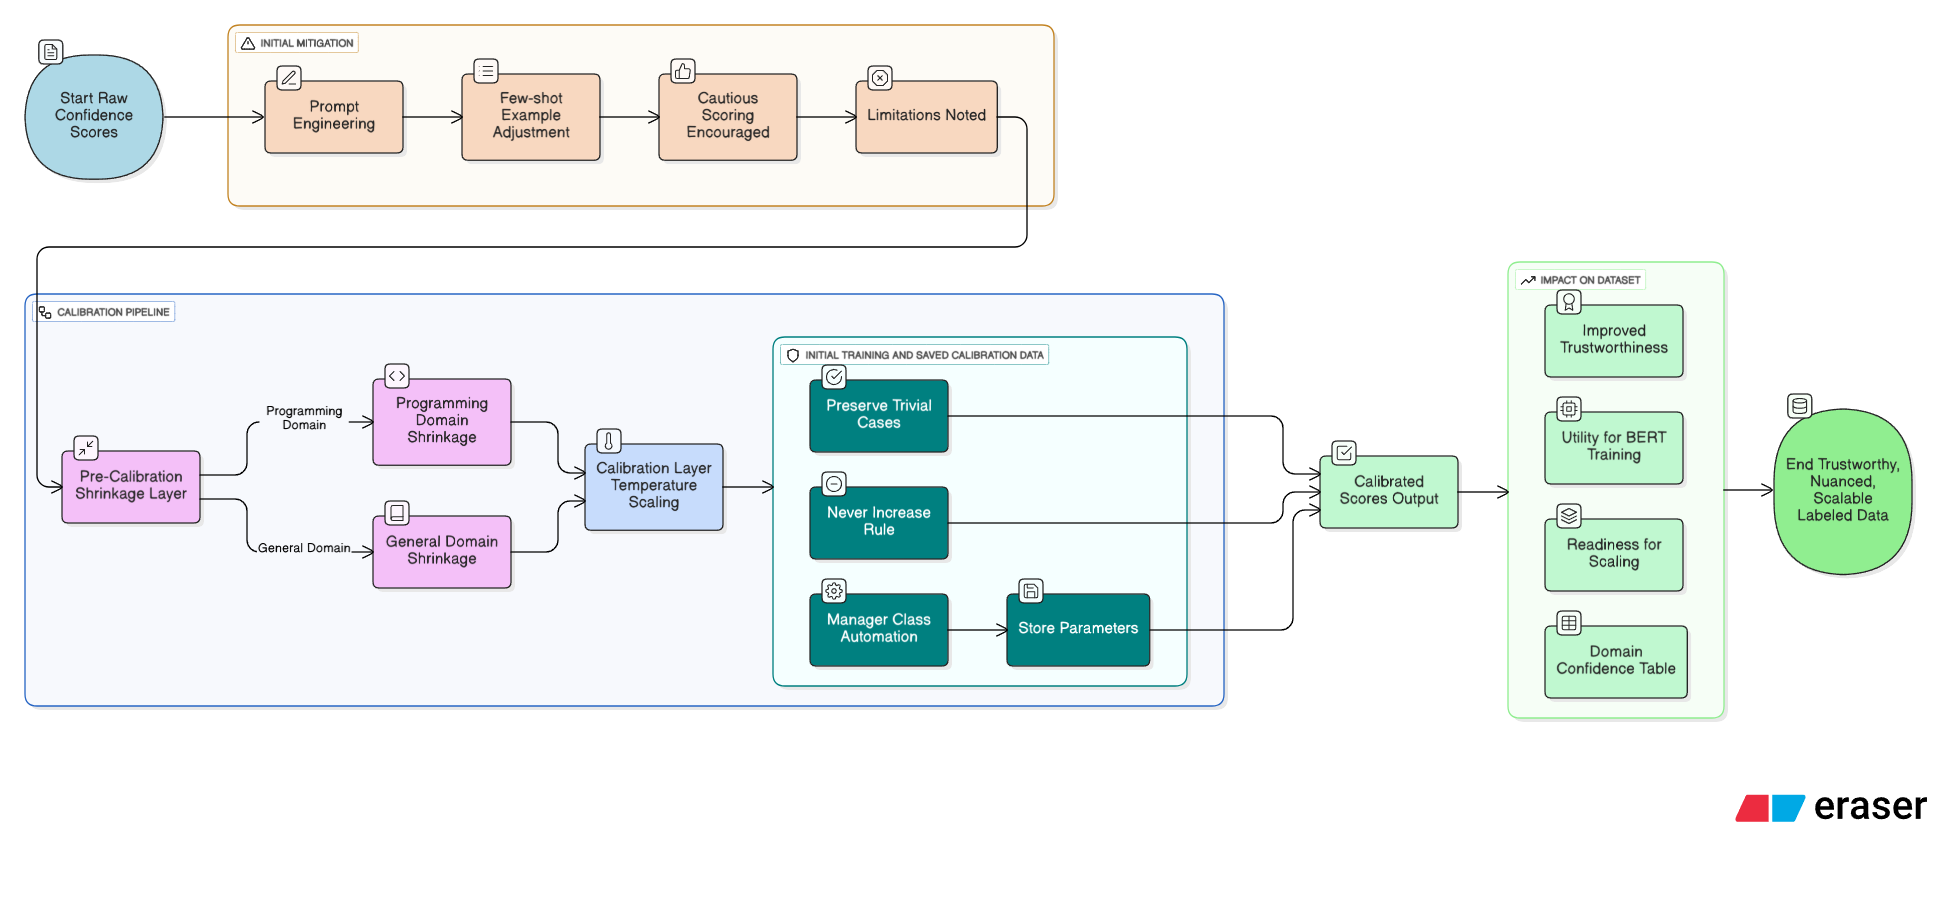 INITIAL MITIGATION
Start Raw
Confidence
Scores
Prompt
Engineering
Few-shot
Example
Adjustment
Cautious
Scoring
Encouraged
Limitations Noted
CALIBRATION PIPELINE
Pre-Calibration
Shrinkage Layer
Programming
Domain
General Domain
Programming
Domain
Shrinkage
General Domain
Shrinkage
Calibration Layer
Temperature
Scaling
INITIAL TRAINING AND SAVED CALIBRATION DATA
Preserve Trivial
Cases
Never Increase
Rule
Manager Class
Automation
Store Parameters
Calibrated
Scores Output
IMPACT ON DATASET
Improved
Trustworthiness
Utility for BERT
Training
Readiness for
Scaling
Domain
Confidence Table
End Trustworthy,
Nuanced,
Scalable
Labeled Data
eraser